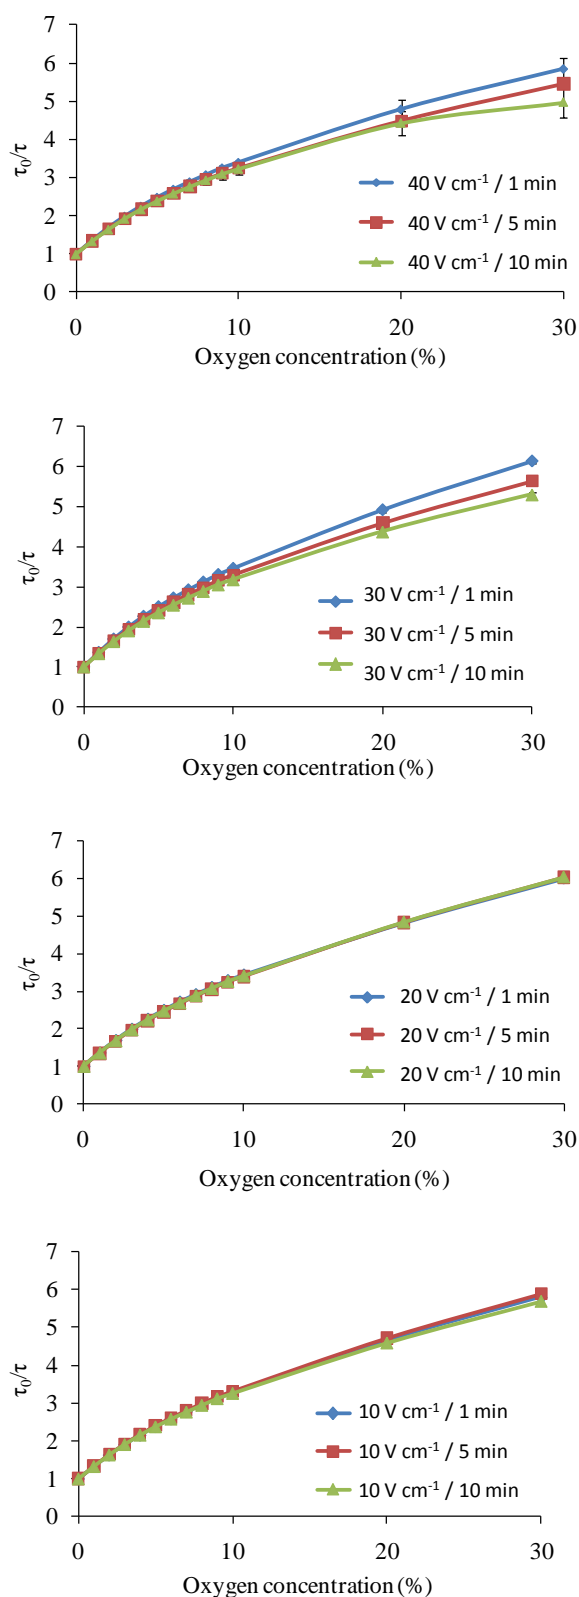 7
6
5
4
3
2
1
0
τ₀/τ
40 V cm⁻¹ / 1 min
40 V cm⁻¹ / 5 min
40 V cm⁻¹ / 10 min
0 10 20 30
Oxygen concentration (%)
7
6
5
4
3
2
1
0
τ₀/τ
30 V cm⁻¹ / 1 min
30 V cm⁻¹ / 5 min
30 V cm⁻¹ / 10 min
0 10 20 30
Oxygen concentration (%)
7
6
5
4
3
2
1
0
τ₀/τ
20 V cm⁻¹ / 1 min
20 V cm⁻¹ / 5 min
20 V cm⁻¹ / 10 min
0 10 20 30
Oxygen concentration (%)
7
6
5
4
3
2
1
0
τ₀/τ
10 V cm⁻¹ / 1 min
10 V cm⁻¹ / 5 min
10 V cm⁻¹ / 10 min
0 10 20 30
Oxygen concentration (%)